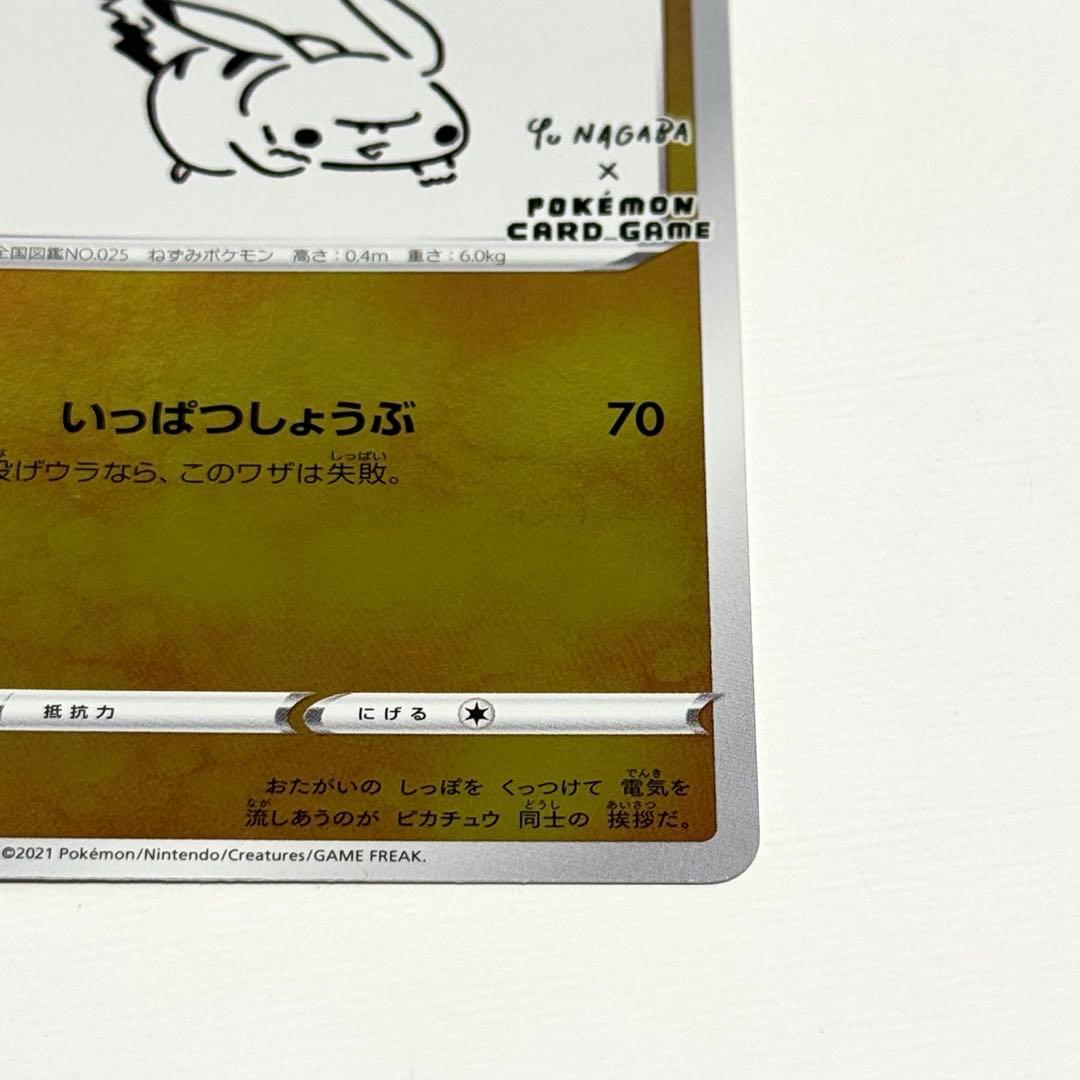 Yu NAGABA
×
POKÉMON
CARD GAME
全国図鑑NO.025 ねずみポケモン 高さ:0.4m 重さ:6.0kg
いっぱつしょうぶ 70
投げウラなら、このワザは失敗。
抵抗力 にげる
おたがいの しっぽを くっつけて 電気を
流しあうのが ピカチュウ 同士の 挨拶だ。
©2021 Pokémon/Nintendo/Creatures/GAME FREAK.